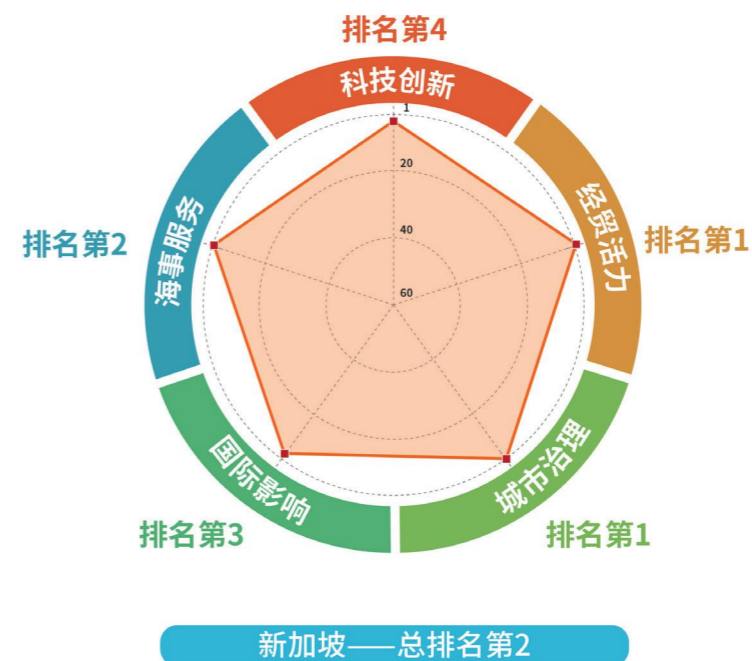 排名第4
科技创新
1
20
40
60
经贸活力
排名第1
海事服务
排名第2
国际影响
排名第3
城市治理
排名第1
新加坡——总排名第2